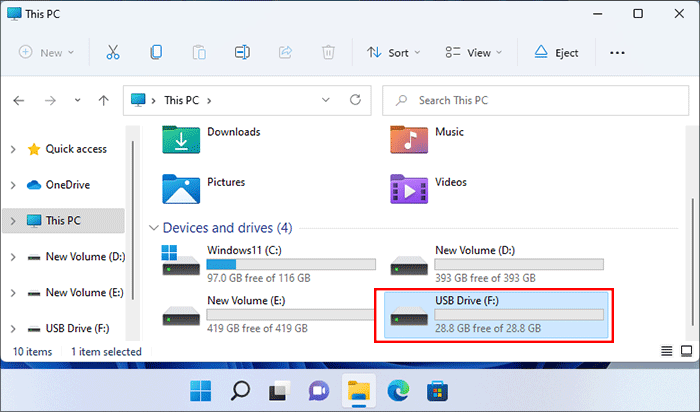 This PC
New
Sort
View
Eject
This PC
Search This PC
Quick access
OneDrive
This PC
New Volume (D:)
New Volume (E:)
USB Drive (F:)
Downloads
Music
Pictures
Videos
Devices and drives (4)
Windows11 (C:)
97.0 GB free of 116 GB
New Volume (D:)
393 GB free of 393 GB
New Volume (E:)
419 GB free of 419 GB
USB Drive (F:)
28.8 GB free of 28.8 GB
10 items 1 item selected